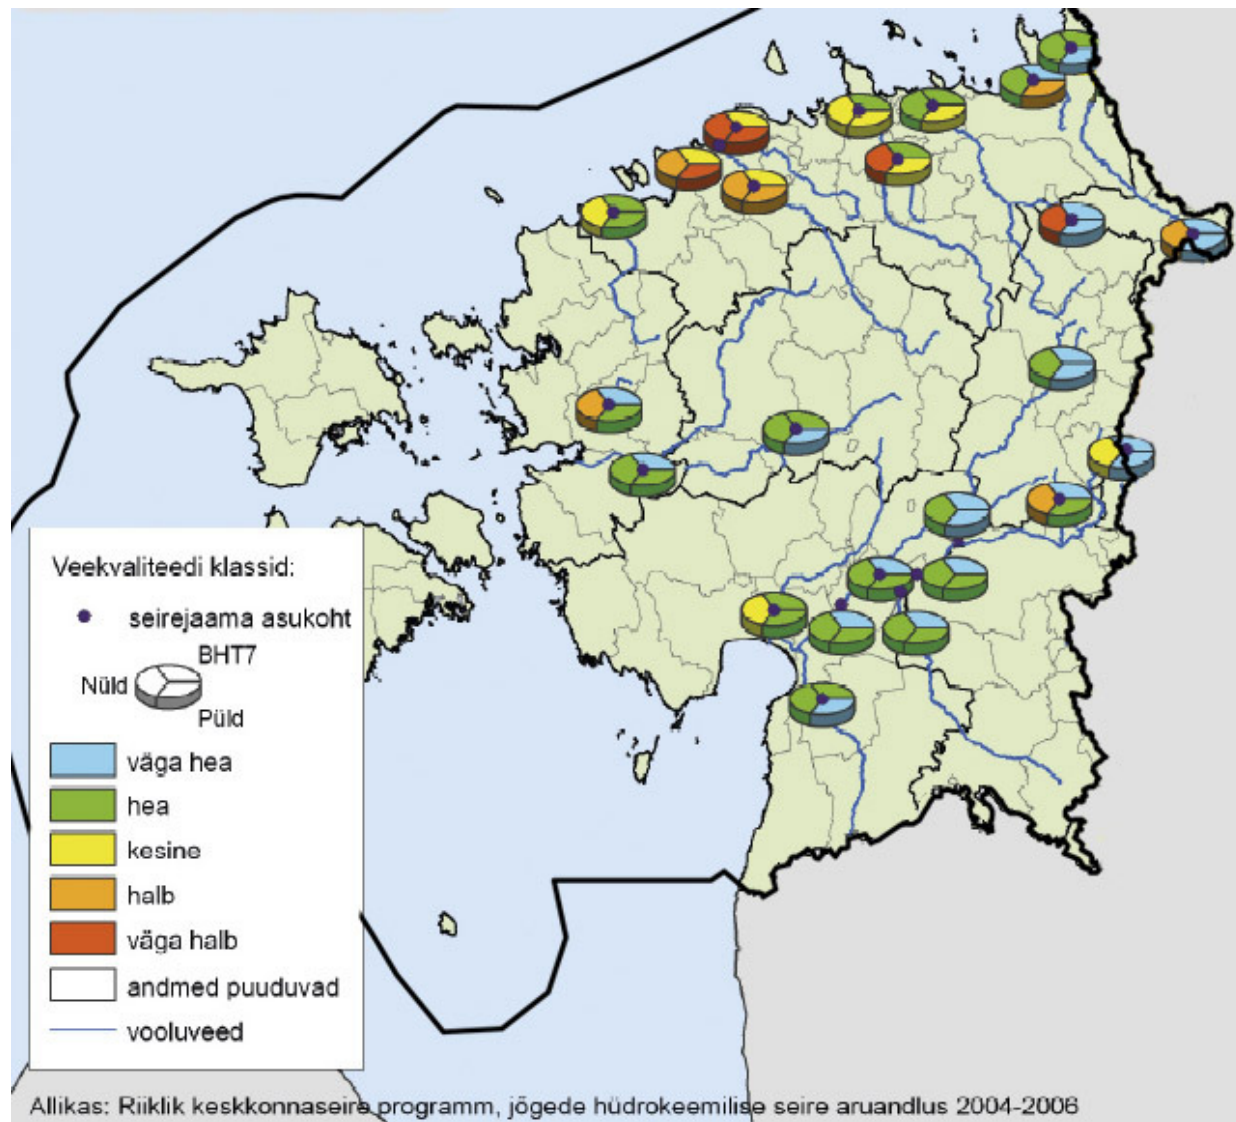 Veekvaliteedi klassid:
seirejaama asukoht
BHT7
Nüld
Püld
väga hea
hea
kesine
halb
väga halb
andmed puuduvad
vooluveed
Allikas: Riiklik keskkonnaseire programm, jõgede hüdrokeemilise seire aruandlus 2004-2006